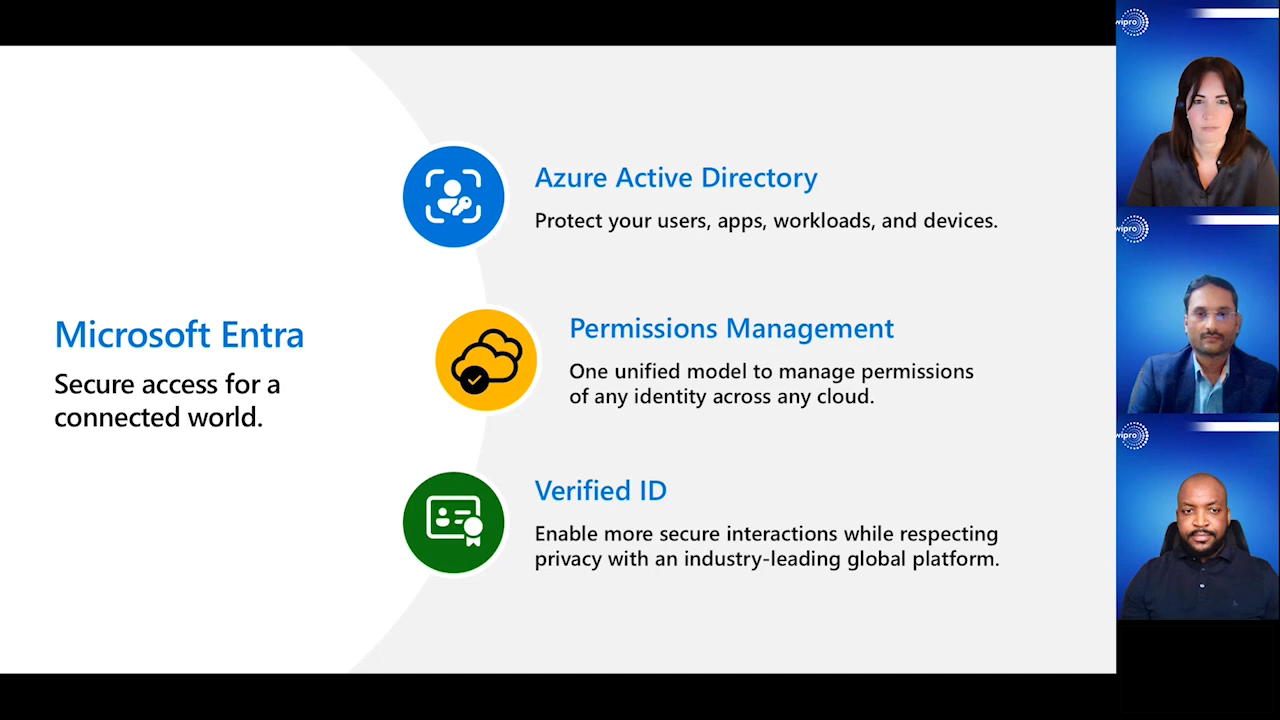 Microsoft Entra
Secure access for a
connected world.
Azure Active Directory
Protect your users, apps, workloads, and devices.
Permissions Management
One unified model to manage permissions
of any identity across any cloud.
Verified ID
Enable more secure interactions while respecting
privacy with an industry-leading global platform.
wipro
wipro
wipro